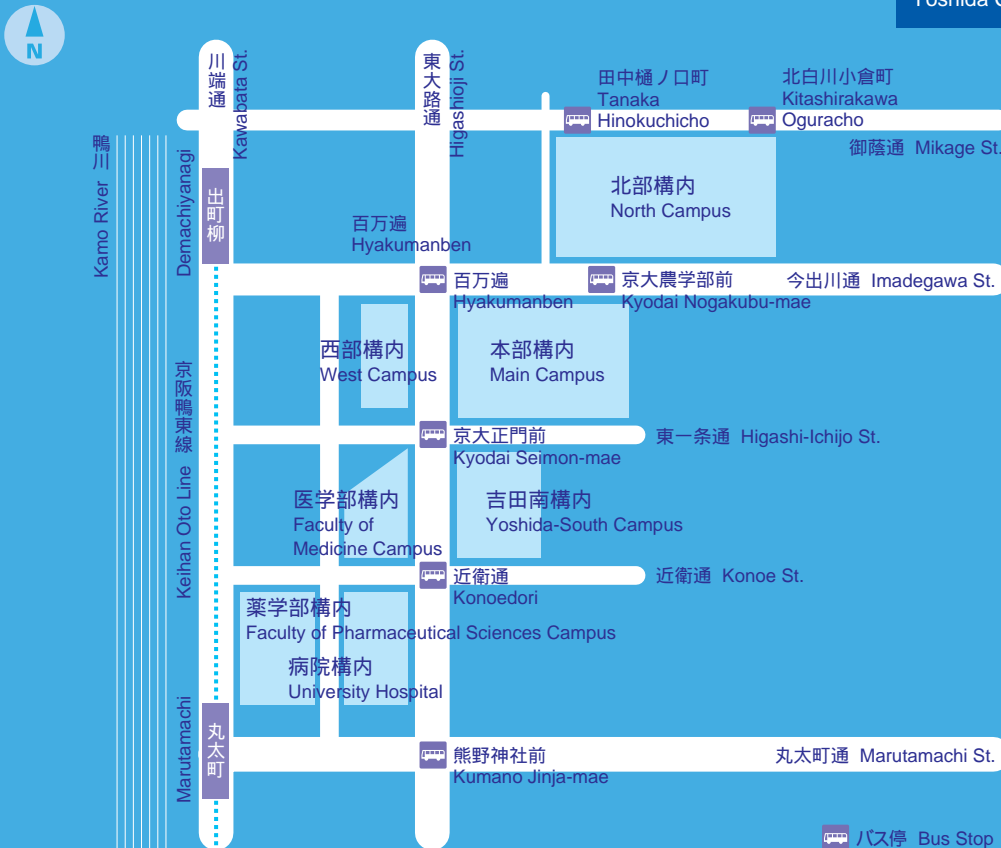 Yoshida
N
川端通
Kawabata St.
東大路通
Higashioji St.
田中樋ノ口町
Tanaka
Hinokuchicho
北白川小倉町
Kitashirakawa
Oguracho
御蔭通 Mikage St.
鴨川
Kamo River
出町柳
Demachiyanagi
北部構内
North Campus
百万遍
Hyakumanben
百万遍
Hyakumanben
京大農学部前
Kyodai Nogakubu-mae
今出川通 Imadegawa St.
西部構内
West Campus
本部構内
Main Campus
京阪鴨東線
Keihan Oto Line
京大正門前
Kyodai Seimon-mae
東一条通 Higashi-Ichijo St.
医学部構内
Faculty of
Medicine Campus
吉田南構内
Yoshida-South Campus
近衛通
Konoedori
近衛通 Konoe St.
薬学部構内
Faculty of Pharmaceutical Sciences Campus
病院構内
University Hospital
丸太町
Marutamachi
熊野神社前
Kumano Jinja-mae
丸太町通 Marutamachi St.
バス停 Bus Stop